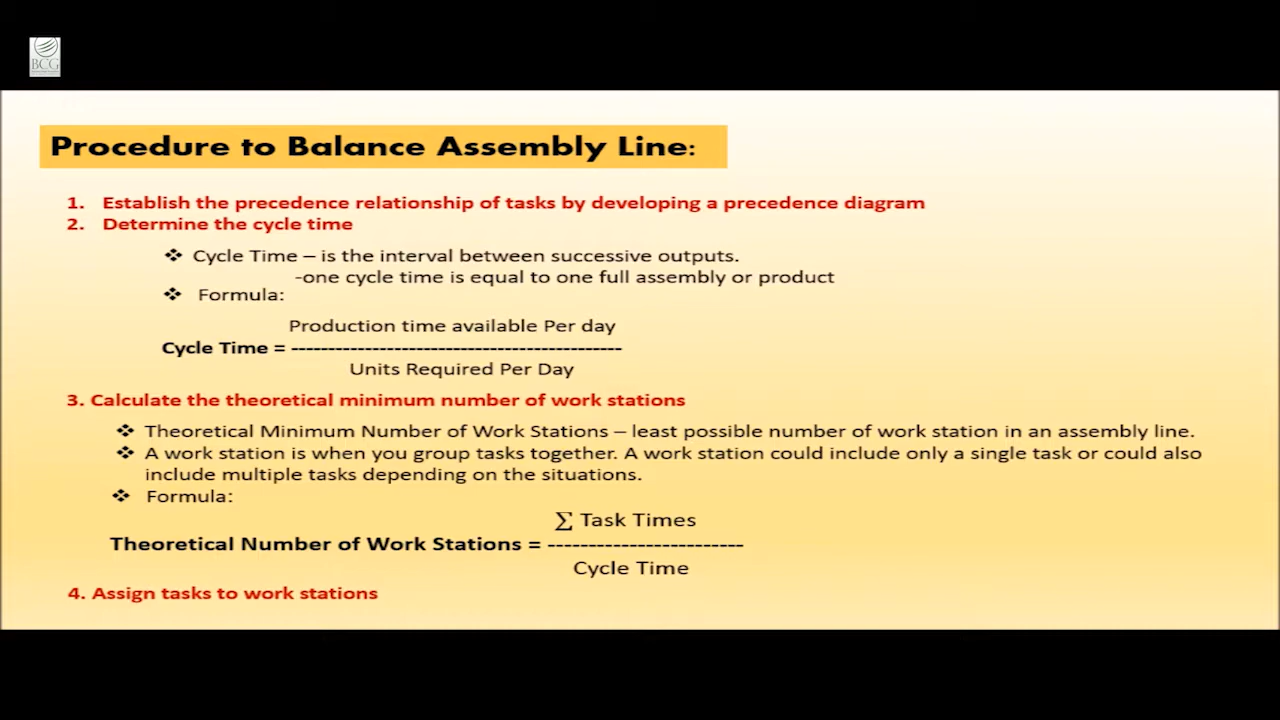 BCG
Procedure to Balance Assembly Line:
1. Establish the precedence relationship of tasks by developing a precedence diagram
2. Determine the cycle time
❖ Cycle Time – is the interval between successive outputs.
-one cycle time is equal to one full assembly or product
❖ Formula:
Production time available Per day
Cycle Time = --------------------------------------------
Units Required Per Day
3. Calculate the theoretical minimum number of work stations
❖ Theoretical Minimum Number of Work Stations – least possible number of work station in an assembly line.
❖ A work station is when you group tasks together. A work station could include only a single task or could also
include multiple tasks depending on the situations.
❖ Formula:
∑ Task Times
Theoretical Number of Work Stations = ------------------------
Cycle Time
4. Assign tasks to work stations